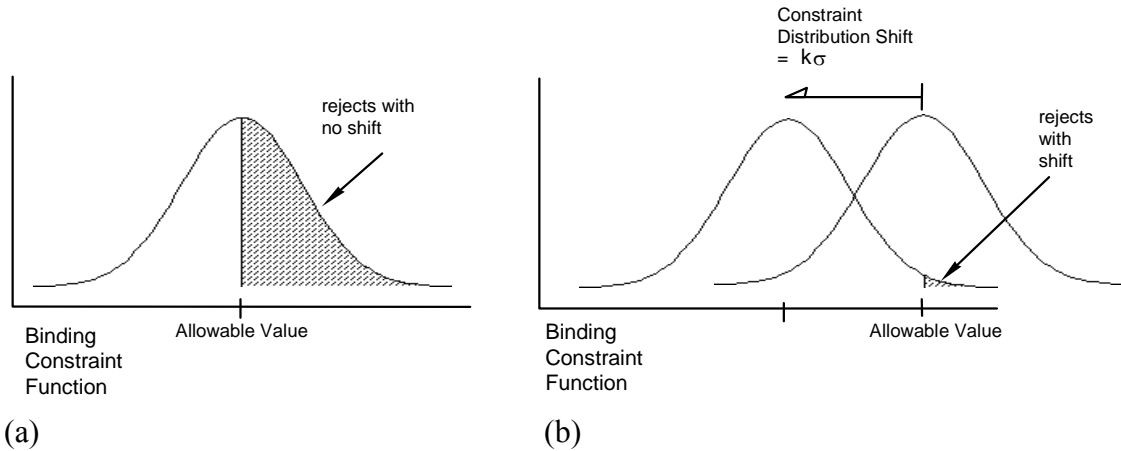 rejects with
no shift
Allowable Value
Binding
Constraint
Function
(a)
Constraint
Distribution Shift
= kσ
rejects
with
shift
Allowable Value
Binding
Constraint
Function
(b)